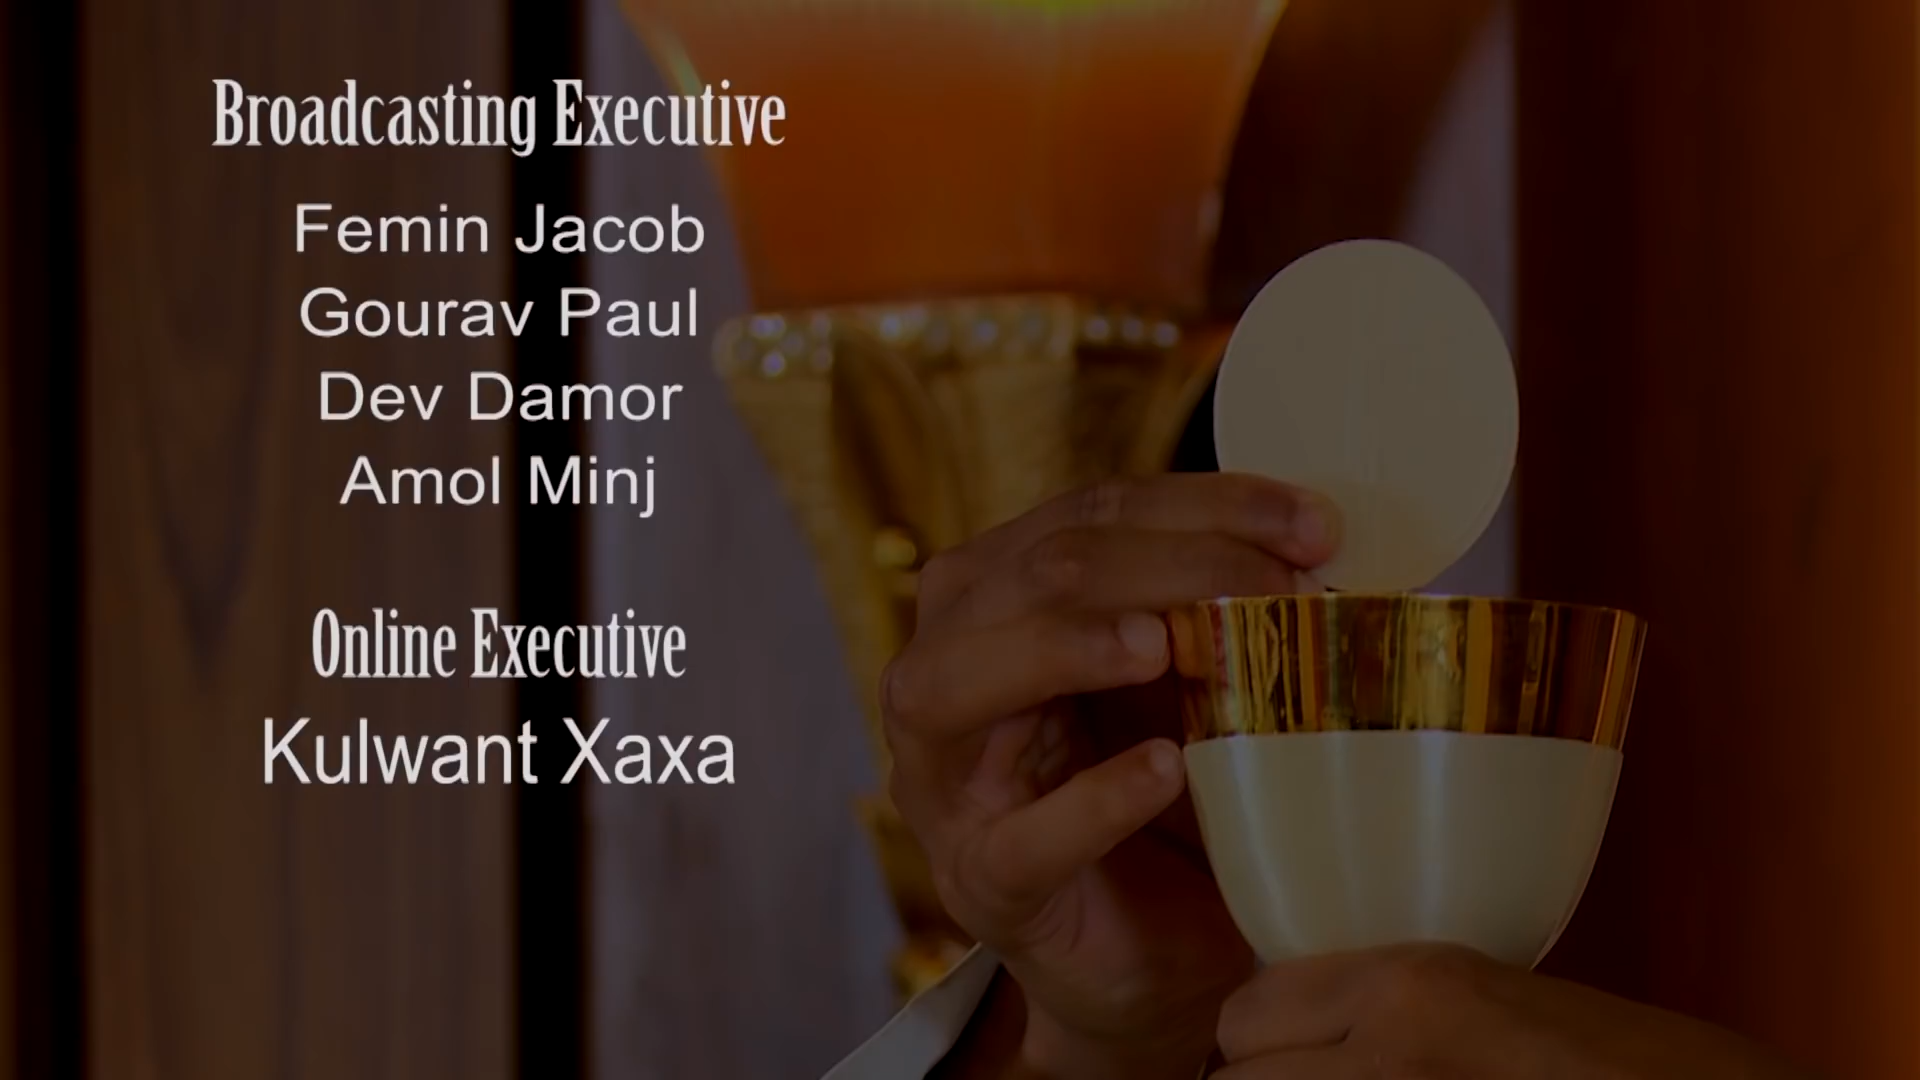 Broadcasting Executive
Femin Jacob
Gourav Paul
Dev Damor
Amol Minj
Online Executive
Kulwant Xaxa